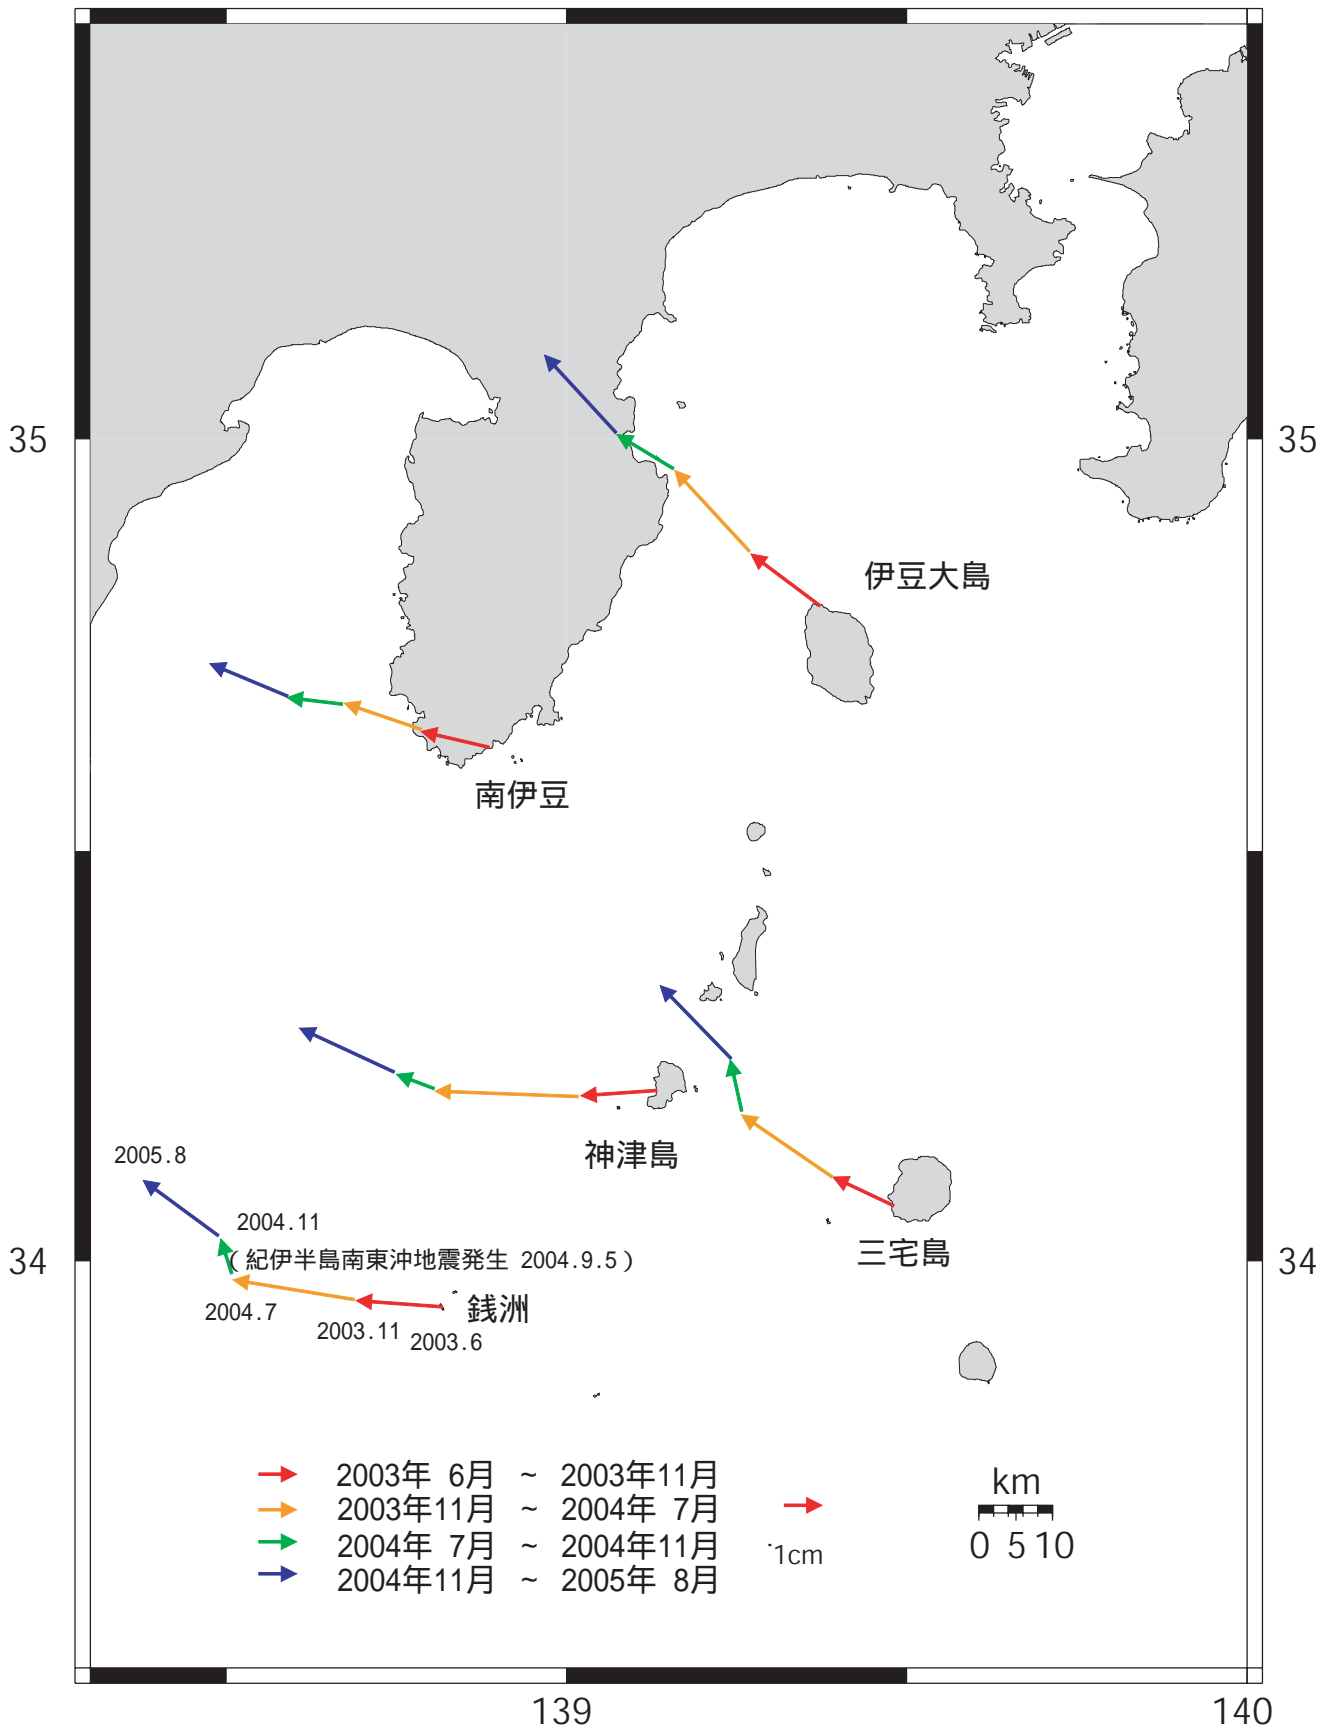 35
35
伊豆大島
南伊豆
神津島
2005.8
2004.11
三宅島
34
(紀伊半島南東沖地震発生 2004.9.5)
34
2004.7
銭洲
2003.11
2003.6
2003年 6月 ~ 2003年11月
2003年11月 ~ 2004年 7月
2004年 7月 ~ 2004年11月
2004年11月 ~ 2005年 8月
1cm
km
0 5 10
139
140